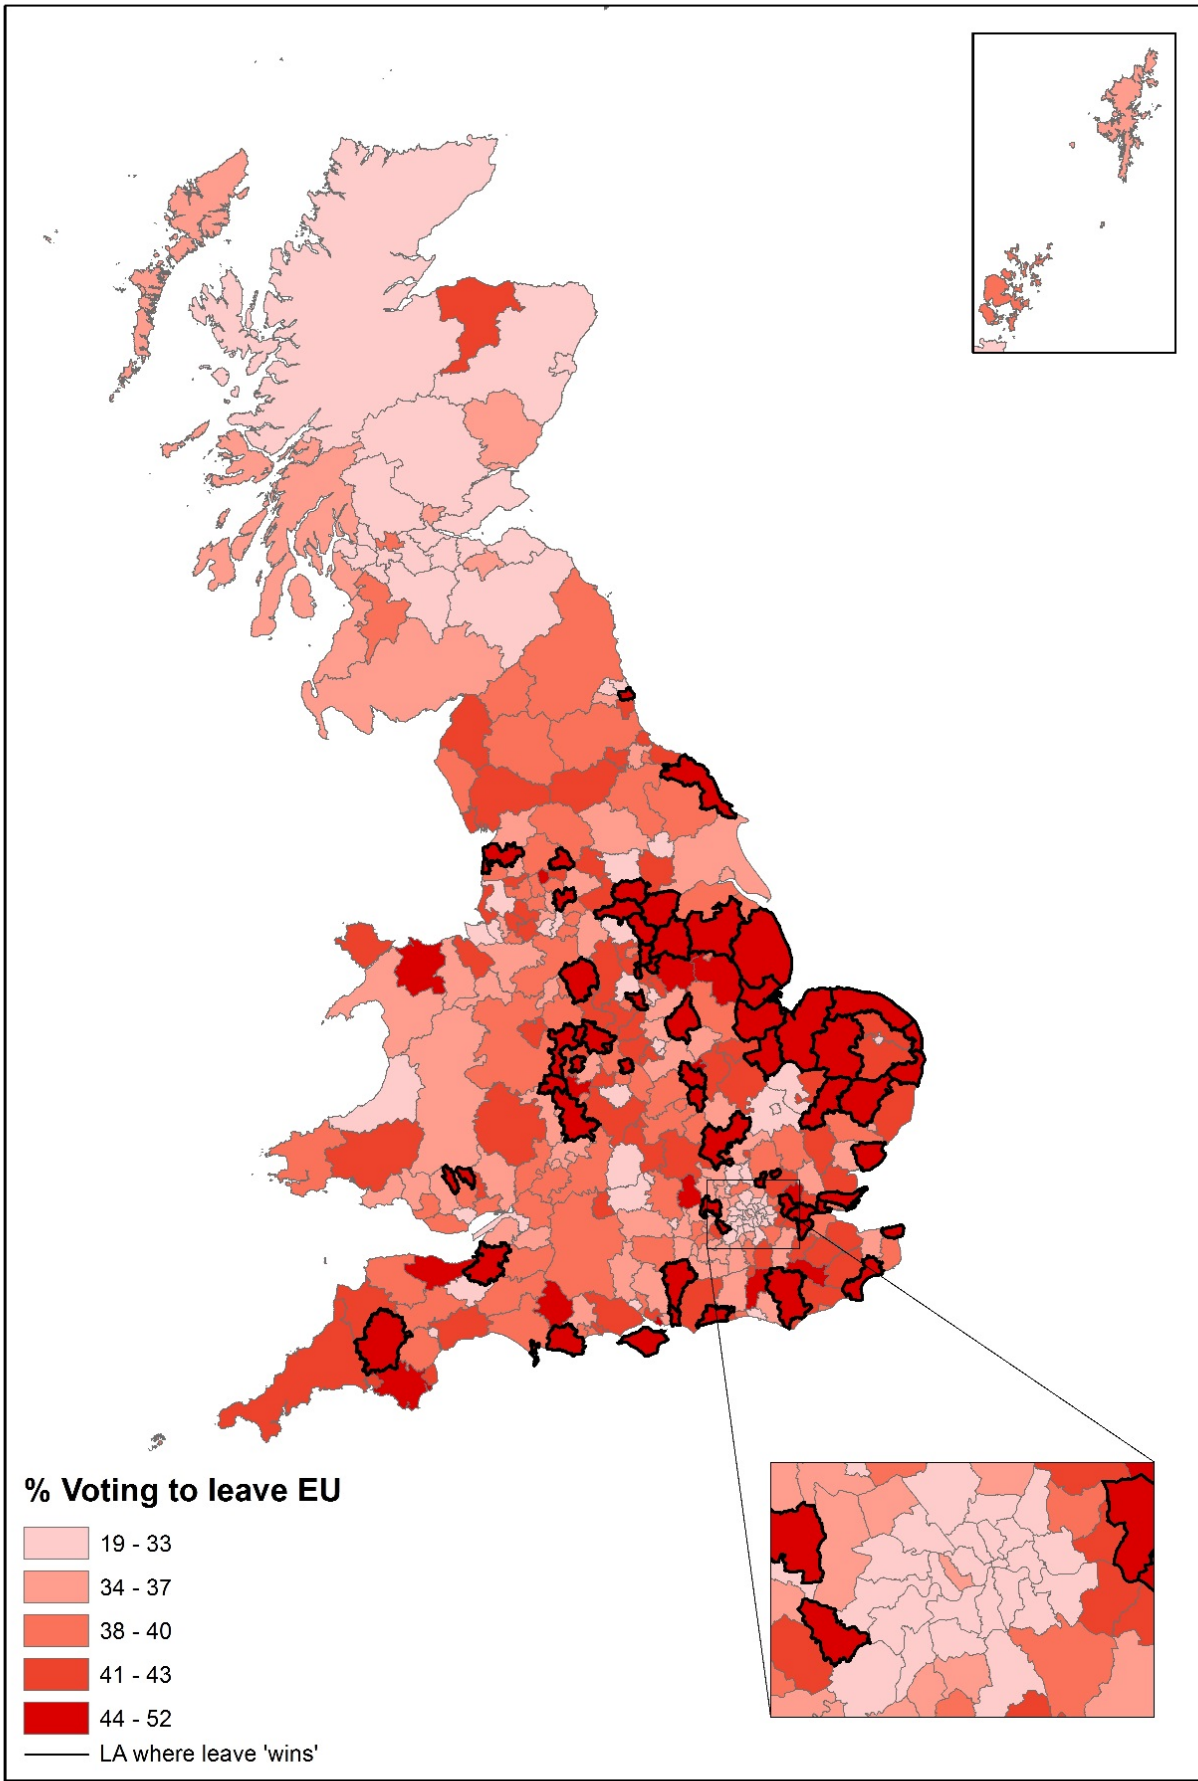 % Voting to leave EU
19 - 33
34 - 37
38 - 40
41 - 43
44 - 52
LA where leave 'wins'